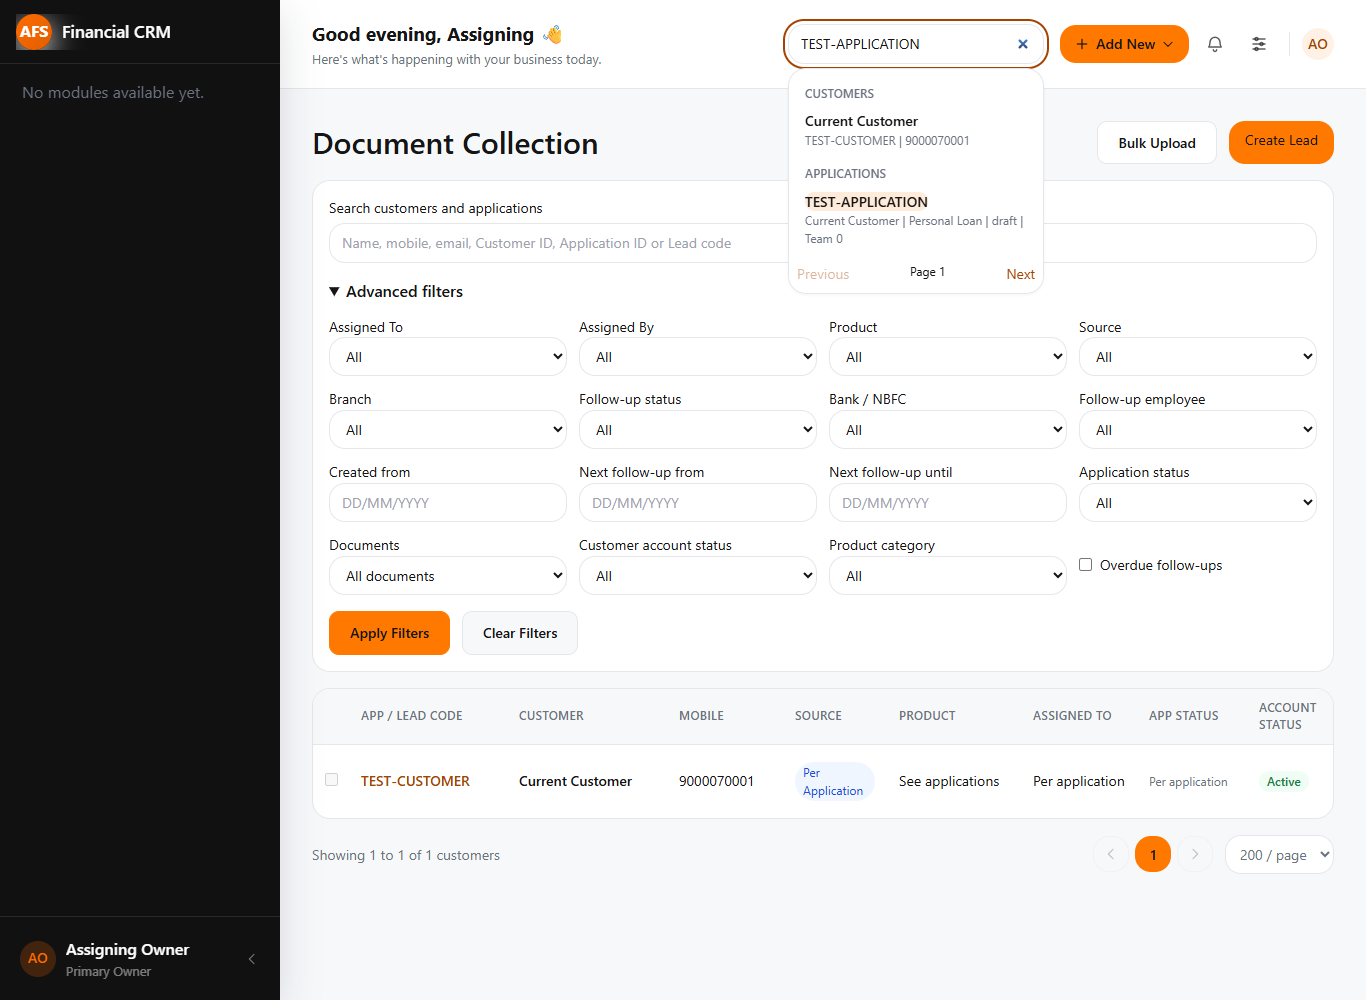 AFS Financial CRM
No modules available yet.
Good evening, Assigning 👋
Here's what's happening with your business today.
TEST-APPLICATION
Add New
AO
CUSTOMERS
Current Customer
TEST-CUSTOMER | 9000070001
APPLICATIONS
TEST-APPLICATION
Current Customer | Personal Loan | draft |
Team 0
Previous Page 1 Next
Document Collection
Bulk Upload
Create Lead
Search customers and applications
Name, mobile, email, Customer ID, Application ID or Lead code
▼ Advanced filters
Assigned To Assigned By Product Source
All All All All
Branch Follow-up status Bank / NBFC Follow-up employee
All All All All
Created from Next follow-up from Next follow-up until Application status
DD/MM/YYYY DD/MM/YYYY DD/MM/YYYY All
Documents Customer account status Product category
All documents All All Overdue follow-ups
Apply Filters Clear Filters
APP / LEAD CODE CUSTOMER MOBILE SOURCE PRODUCT ASSIGNED TO APP STATUS ACCOUNT STATUS
TEST-CUSTOMER Current Customer 9000070001 Per Application See applications Per application Per application Active
Showing 1 to 1 of 1 customers
1
200 / page
AO Assigning Owner
Primary Owner